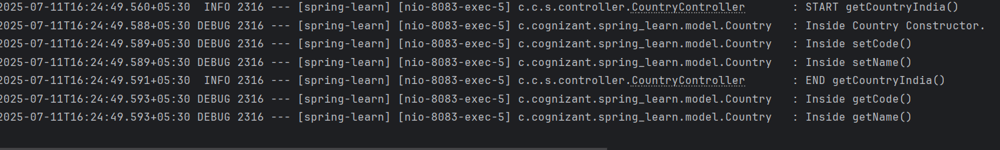 2025-07-11T16:24:49.560+05:30  INFO 2316 --- [spring-learn] [nio-8083-exec-5] c.c.s.controller.CountryController       : START getCountryIndia()
2025-07-11T16:24:49.588+05:30 DEBUG 2316 --- [spring-learn] [nio-8083-exec-5] c.cognizant.spring_learn.model.Country   : Inside Country Constructor.
2025-07-11T16:24:49.589+05:30 DEBUG 2316 --- [spring-learn] [nio-8083-exec-5] c.cognizant.spring_learn.model.Country   : Inside setCode()
2025-07-11T16:24:49.589+05:30 DEBUG 2316 --- [spring-learn] [nio-8083-exec-5] c.cognizant.spring_learn.model.Country   : Inside setName()
2025-07-11T16:24:49.591+05:30  INFO 2316 --- [spring-learn] [nio-8083-exec-5] c.c.s.controller.CountryController       : END getCountryIndia()
2025-07-11T16:24:49.593+05:30 DEBUG 2316 --- [spring-learn] [nio-8083-exec-5] c.cognizant.spring_learn.model.Country   : Inside getCode()
2025-07-11T16:24:49.593+05:30 DEBUG 2316 --- [spring-learn] [nio-8083-exec-5] c.cognizant.spring_learn.model.Country   : Inside getName()